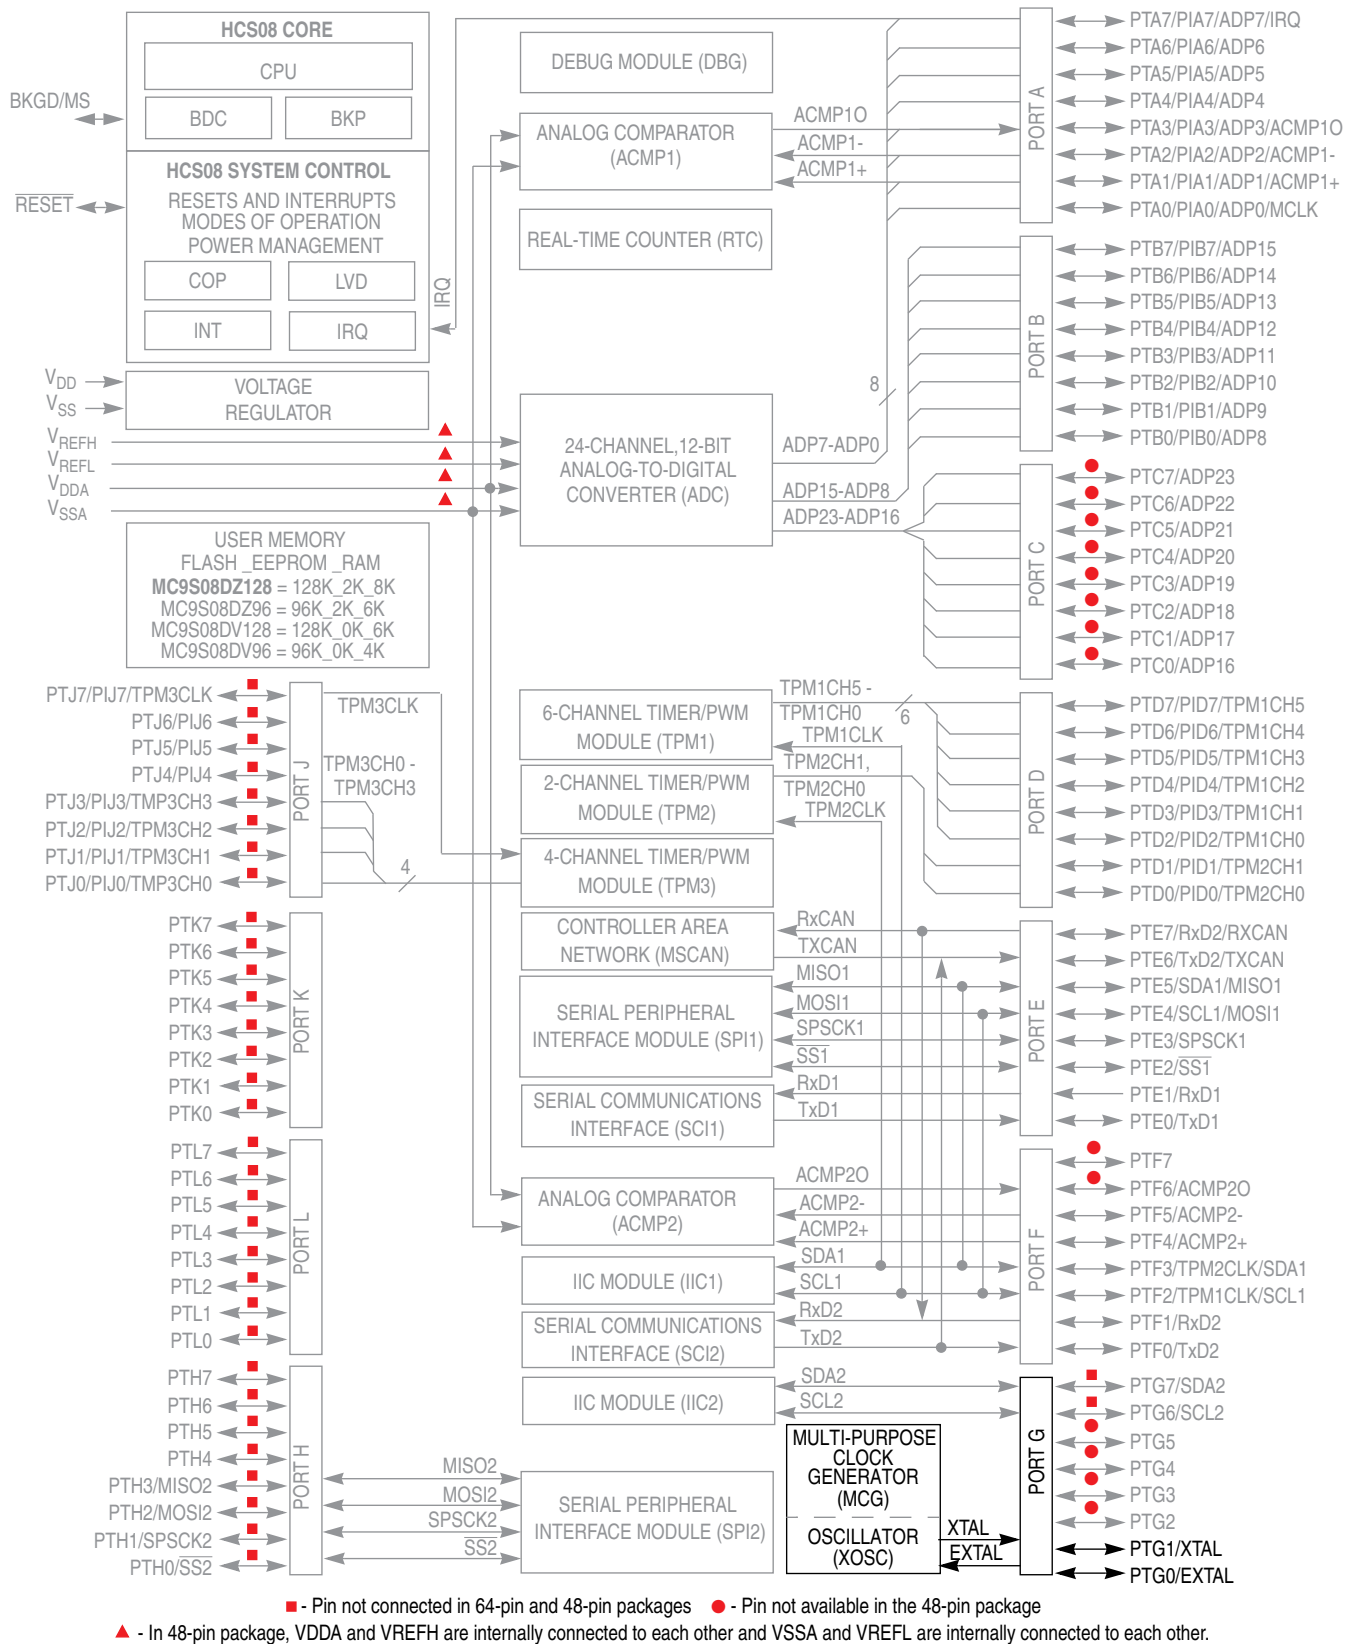 HCS08 CORE
CPU
BDC
BKP
BKGD/MS
HCS08 SYSTEM CONTROL
RESETS AND INTERRUPTS
MODES OF OPERATION
POWER MANAGEMENT
COP
LVD
INT
IRQ
RESET
IRQ
VOLTAGE
REGULATOR
VDD
VSS
VREFH
VREFL
VDDA
VSSA
USER MEMORY
FLASH _EEPROM _RAM
MC9S08DZ128 = 128K_2K_8K
MC9S08DZ96 = 96K_2K_6K
MC9S08DV128 = 128K_0K_6K
MC9S08DV96 = 96K_0K_4K
DEBUG MODULE (DBG)
ANALOG COMPARATOR
(ACMP1)
ACMP1O
ACMP1-
ACMP1+
REAL-TIME COUNTER (RTC)
24-CHANNEL,12-BIT
ANALOG-TO-DIGITAL
CONVERTER (ADC)
8
ADP7-ADP0
ADP15-ADP8
ADP23-ADP16
PORT A
PTA7/PIA7/ADP7/IRQ
PTA6/PIA6/ADP6
PTA5/PIA5/ADP5
PTA4/PIA4/ADP4
PTA3/PIA3/ADP3/ACMP1O
PTA2/PIA2/ADP2/ACMP1-
PTA1/PIA1/ADP1/ACMP1+
PTA0/PIA0/ADP0/MCLK
PORT B
PTB7/PIB7/ADP15
PTB6/PIB6/ADP14
PTB5/PIB5/ADP13
PTB4/PIB4/ADP12
PTB3/PIB3/ADP11
PTB2/PIB2/ADP10
PTB1/PIB1/ADP9
PTB0/PIB0/ADP8
PORT C
PTC7/ADP23
PTC6/ADP22
PTC5/ADP21
PTC4/ADP20
PTC3/ADP19
PTC2/ADP18
PTC1/ADP17
PTC0/ADP16
PTJ7/PIJ7/TPM3CLK
PTJ6/PIJ6
PTJ5/PIJ5
PTJ4/PIJ4
PTJ3/PIJ3/TMP3CH3
PTJ2/PIJ2/TPM3CH2
PTJ1/PIJ1/TPM3CH1
PTJ0/PIJ0/TMP3CH0
PORT J
TPM3CLK
TPM3CH0 -
TPM3CH3
4
6-CHANNEL TIMER/PWM
MODULE (TPM1)
TPM1CH5 -
TPM1CH0
6
TPM1CLK
2-CHANNEL TIMER/PWM
MODULE (TPM2)
TPM2CH1,
TPM2CH0
TPM2CLK
4-CHANNEL TIMER/PWM
MODULE (TPM3)
PORT D
PTD7/PID7/TPM1CH5
PTD6/PID6/TPM1CH4
PTD5/PID5/TPM1CH3
PTD4/PID4/TPM1CH2
PTD3/PID3/TPM1CH1
PTD2/PID2/TPM1CH0
PTD1/PID1/TPM2CH1
PTD0/PID0/TPM2CH0
PTK7
PTK6
PTK5
PTK4
PTK3
PTK2
PTK1
PTK0
PORT K
CONTROLLER AREA
NETWORK (MSCAN)
RxCAN
TXCAN
SERIAL PERIPHERAL
INTERFACE MODULE (SPI1)
MISO1
MOSI1
SPSCK1
SS1
SERIAL COMMUNICATIONS
INTERFACE (SCI1)
RxD1
TxD1
PORT E
PTE7/RxD2/RXCAN
PTE6/TxD2/TXCAN
PTE5/SDA1/MISO1
PTE4/SCL1/MOSI1
PTE3/SPSCK1
PTE2/SS1
PTE1/RxD1
PTE0/TxD1
PTL7
PTL6
PTL5
PTL4
PTL3
PTL2
PTL1
PTL0
PORT L
ANALOG COMPARATOR
(ACMP2)
ACMP2O
ACMP2-
ACMP2+
IIC MODULE (IIC1)
SDA1
SCL1
SERIAL COMMUNICATIONS
INTERFACE (SCI2)
RxD2
TxD2
PORT F
PTF7
PTF6/ACMP2O
PTF5/ACMP2-
PTF4/ACMP2+
PTF3/TPM2CLK/SDA1
PTF2/TPM1CLK/SCL1
PTF1/RxD2
PTF0/TxD2
PTH7
PTH6
PTH5
PTH4
PTH3/MISO2
PTH2/MOSI2
PTH1/SPSCK2
PTH0/SS2
PORT H
MISO2
MOSI2
SPSCK2
SS2
IIC MODULE (IIC2)
SDA2
SCL2
SERIAL PERIPHERAL
INTERFACE MODULE (SPI2)
MULTI-PURPOSE
CLOCK
GENERATOR
(MCG)
OSCILLATOR
(XOSC)
XTAL
EXTAL
PORT G
PTG7/SDA2
PTG6/SCL2
PTG5
PTG4
PTG3
PTG2
PTG1/XTAL
PTG0/EXTAL
- Pin not connected in 64-pin and 48-pin packages
- Pin not available in the 48-pin package
- In 48-pin package, VDDA and VREFH are internally connected to each other and VSSA and VREFL are internally connected to each other.